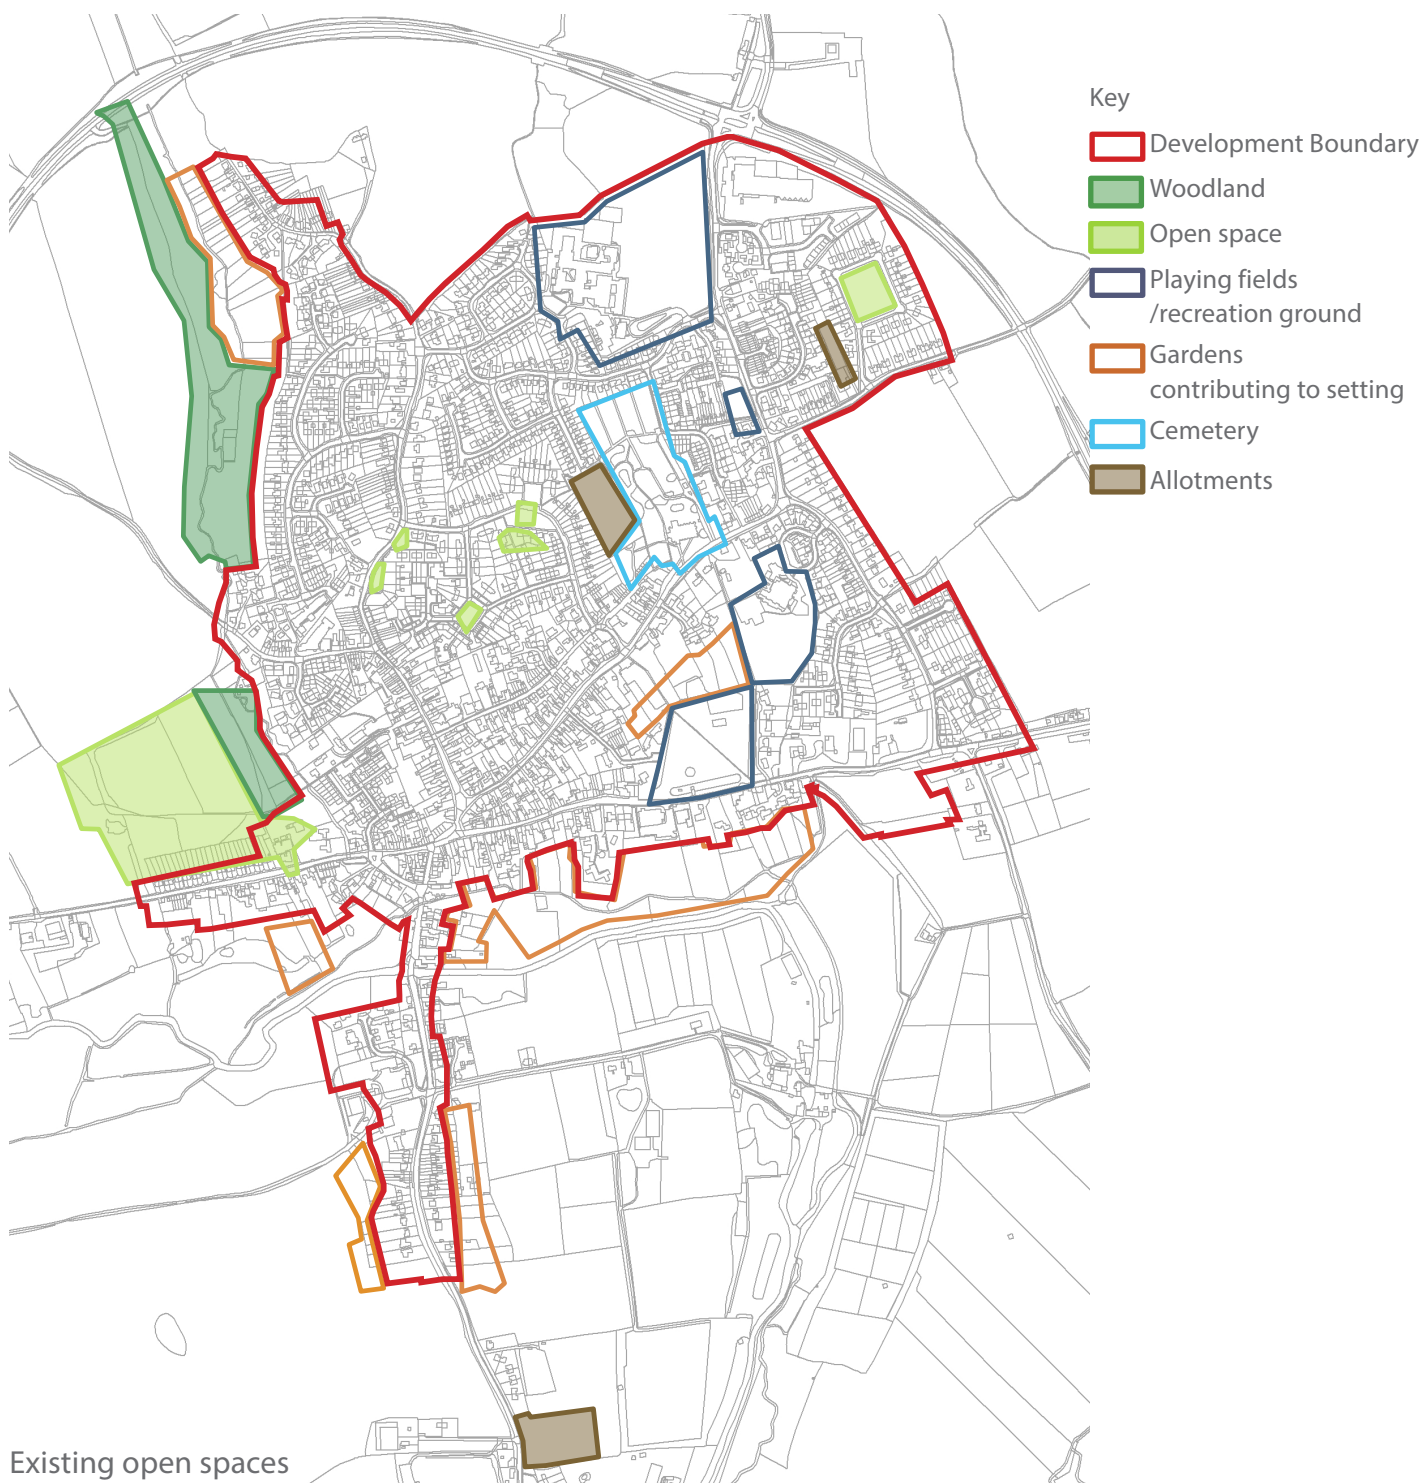 Key
Development Boundary
Woodland
Open space
Playing fields
/recreation ground
Gardens
contributing to setting
Cemetery
Allotments
Existing open spaces